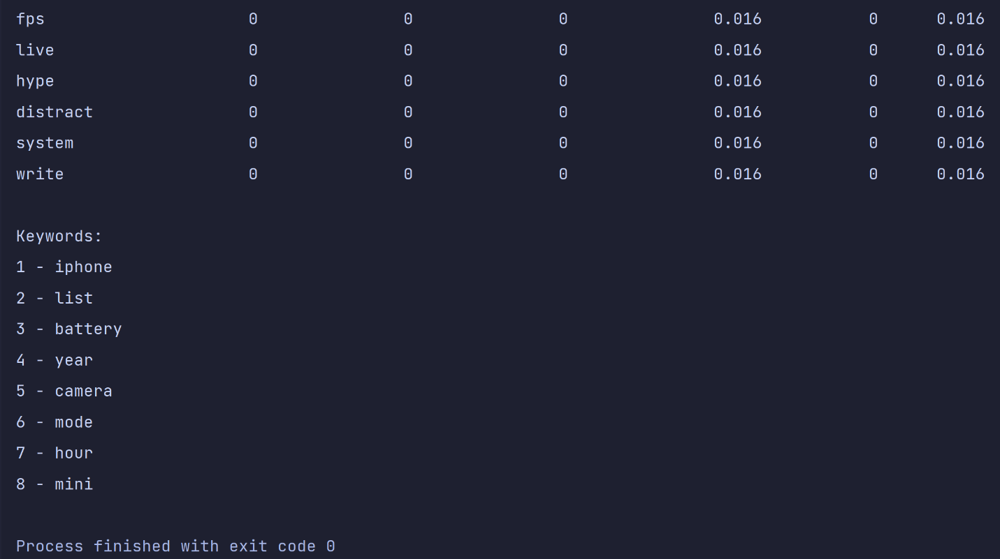 fps 0 0 0 0.016 0 0.016
live 0 0 0 0.016 0 0.016
hype 0 0 0 0.016 0 0.016
distract 0 0 0 0.016 0 0.016
system 0 0 0 0.016 0 0.016
write 0 0 0 0.016 0 0.016
Keywords:
1 - iphone
2 - list
3 - battery
4 - year
5 - camera
6 - mode
7 - hour
8 - mini
Process finished with exit code 0